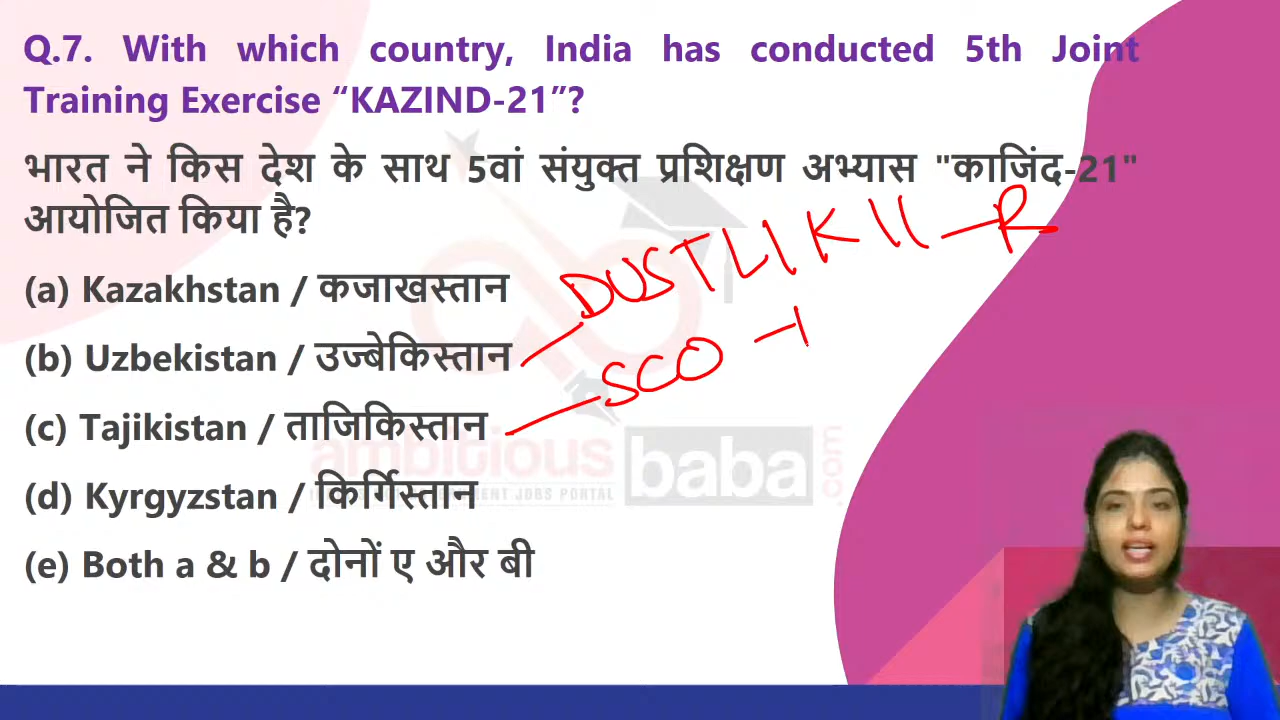 Q.7. With which country, India has conducted 5th Joint
Training Exercise “KAZIND-21”?
भारत ने किस देश के साथ 5वां संयुक्त प्रशिक्षण अभ्यास "काजिंद-21"
आयोजित किया है?
DUSTLIK II - R
(a) Kazakhstan / कजाखस्तान
(b) Uzbekistan / उज्बेकिस्तान
SCO - I
(c) Tajikistan / ताजिकिस्तान
ambitious baba .com
(d) Kyrgyzstan / किर्गिस्तान
(e) Both a & b / दोनों ए और बी